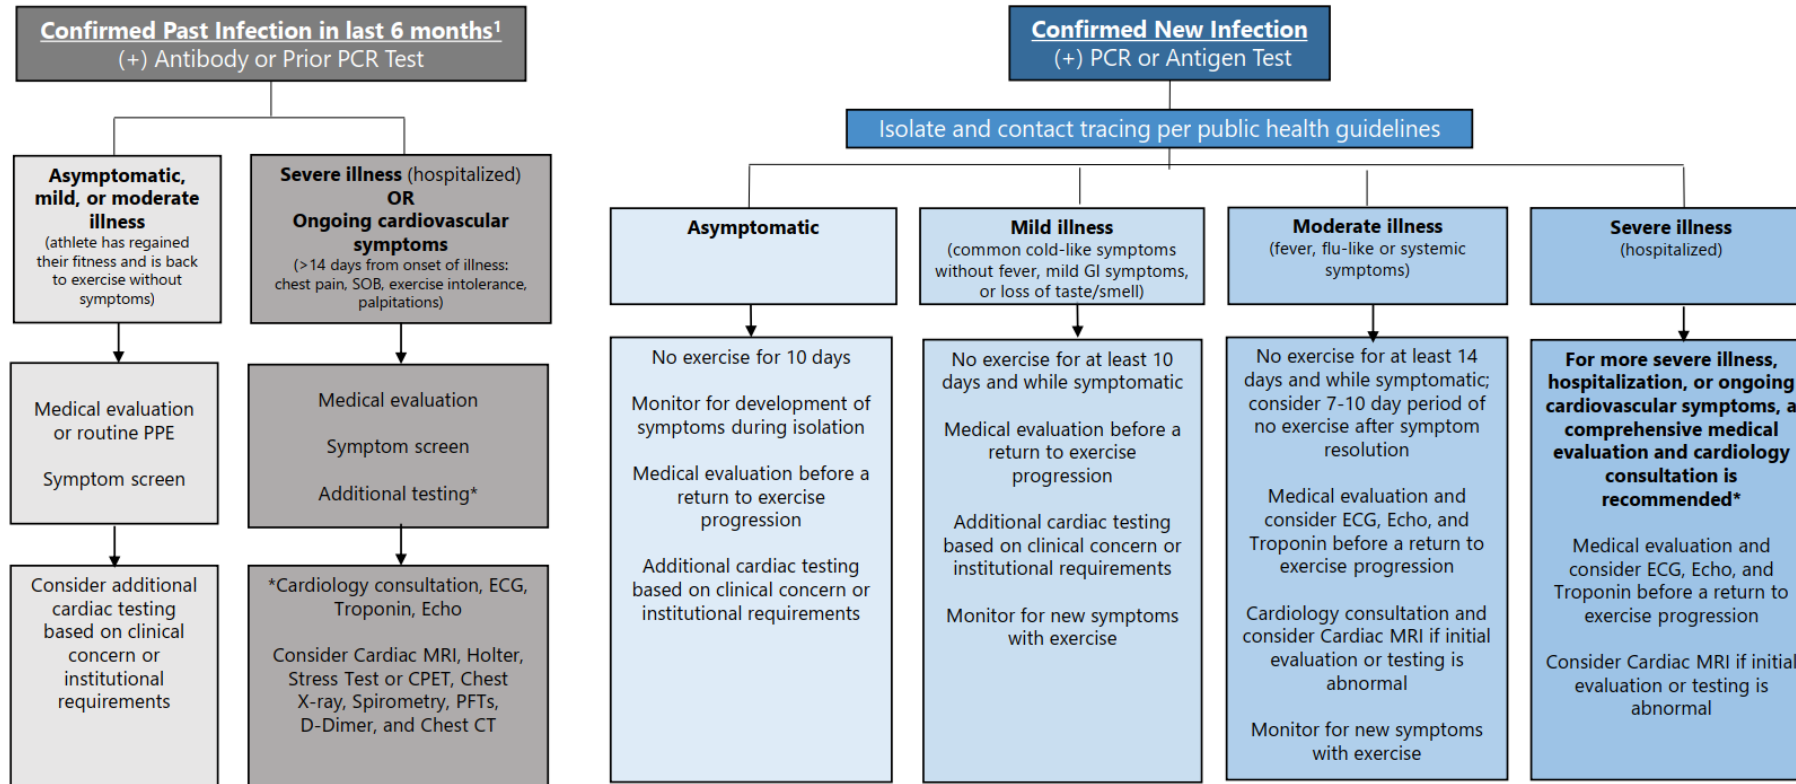 Confirmed Past Infection in last 6 months¹
(+) Antibody or Prior PCR Test
Asymptomatic,
mild, or moderate
illness
(athlete has regained
their fitness and is back
to exercise without
symptoms)
Severe illness (hospitalized)
OR
Ongoing cardiovascular
symptoms
(>14 days from onset of illness:
chest pain, SOB, exercise intolerance,
palpitations)
Medical evaluation
or routine PPE
Symptom screen
Medical evaluation
Symptom screen
Additional testing*
Consider additional
cardiac testing
based on clinical
concern or
institutional
requirements
*Cardiology consultation, ECG,
Troponin, Echo
Consider Cardiac MRI, Holter,
Stress Test or CPET, Chest
X-ray, Spirometry, PFTs,
D-Dimer, and Chest CT
Confirmed New Infection
(+) PCR or Antigen Test
Isolate and contact tracing per public health guidelines
Asymptomatic
Mild illness
(common cold-like symptoms
without fever, mild GI symptoms,
or loss of taste/smell)
Moderate illness
(fever, flu-like or systemic
symptoms)
Severe illness
(hospitalized)
No exercise for 10 days
Monitor for development of
symptoms during isolation
Medical evaluation before a
return to exercise
progression
Additional cardiac testing
based on clinical concern or
institutional requirements
No exercise for at least 10
days and while symptomatic
Medical evaluation before a
return to exercise
progression
Additional cardiac testing
based on clinical concern or
institutional requirements
Monitor for new symptoms
with exercise
No exercise for at least 14
days and while symptomatic;
consider 7-10 day period of
no exercise after symptom
resolution
Medical evaluation and
consider ECG, Echo, and
Troponin before a return to
exercise progression
Cardiology consultation and
consider Cardiac MRI if initial
evaluation or testing is
abnormal
Monitor for new symptoms
with exercise
For more severe illness,
hospitalization, or ongoing
cardiovascular symptoms, a
comprehensive medical
evaluation and cardiology
consultation is
recommended*
Medical evaluation and
consider ECG, Echo, and
Troponin before a return to
exercise progression
Consider Cardiac MRI if initial
evaluation or testing is
abnormal